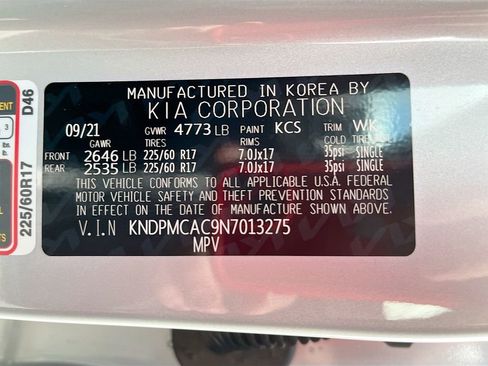 MANUFACTURED IN KOREA BY
KIA CORPORATION
09/21 GVWR 4773 LB PAINT KCS TRIM WK
GAWR TIRES RIMS COLD TIRE
FRONT 2646 LB 225/60 R17 7.0Jx17 35psi SINGLE
REAR 2535 LB 225/60 R17 7.0Jx17 35psi SINGLE
THIS VEHICLE CONFORMS TO ALL APPLICABLE U.S.A. FEDERAL
MOTOR VEHICLE SAFETY AND THEFT PREVENTION STANDARDS
IN EFFECT ON THE DATE OF MANUFACTURE SHOWN ABOVE.
V.I.N KNDPMCAC9N7013275
MPV
225/60R17 D46
3